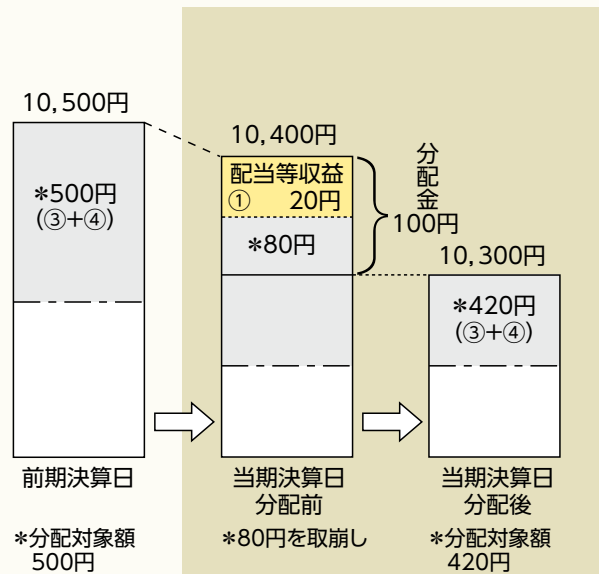 10,500円
*500円
(③+④)
前期決算日
*分配対象額
500円
10,400円
配当等収益
① 20円
*80円
分配金
100円
当期決算日
分配前
*80円を取崩し
10,300円
*420円
(③+④)
当期決算日
分配後
*分配対象額
420円